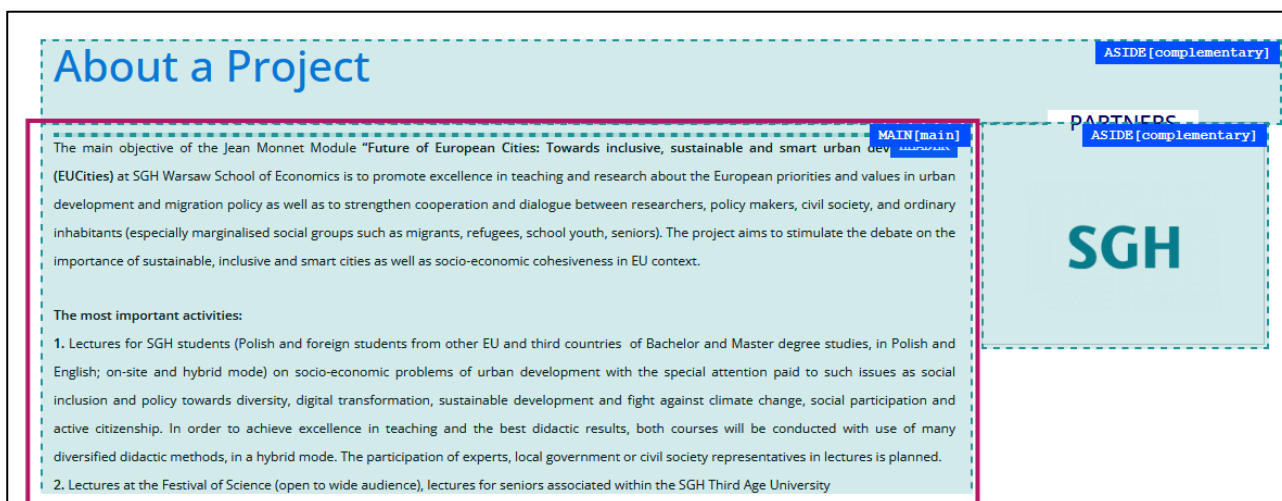 About a Project
ASIDE[complementary]
PARTNERS
MAIN[main]
ASIDE[complementary]
The main objective of the Jean Monnet Module “Future of European Cities: Towards inclusive, sustainable and smart urban
(EUCities) at SGH Warsaw School of Economics is to promote excellence in teaching and research about the European priorities and values in urban
development and migration policy as well as to strengthen cooperation and dialogue between researchers, policy makers, civil society, and ordinary
inhabitants (especially marginalised social groups such as migrants, refugees, school youth, seniors). The project aims to stimulate the debate on the
importance of sustainable, inclusive and smart cities as well as socio-economic cohesiveness in EU context.
SGH
The most important activities:
1. Lectures for SGH students (Polish and foreign students from other EU and third countries of Bachelor and Master degree studies, in Polish and
English; on-site and hybrid mode) on socio-economic problems of urban development with the special attention paid to such issues as social
inclusion and policy towards diversity, digital transformation, sustainable development and fight against climate change, social participation and
active citizenship. In order to achieve excellence in teaching and the best didactic results, both courses will be conducted with use of many
diversified didactic methods, in a hybrid mode. The participation of experts, local government or civil society representatives in lectures is planned.
2. Lectures at the Festival of Science (open to wide audience), lectures for seniors associated within the SGH Third Age University